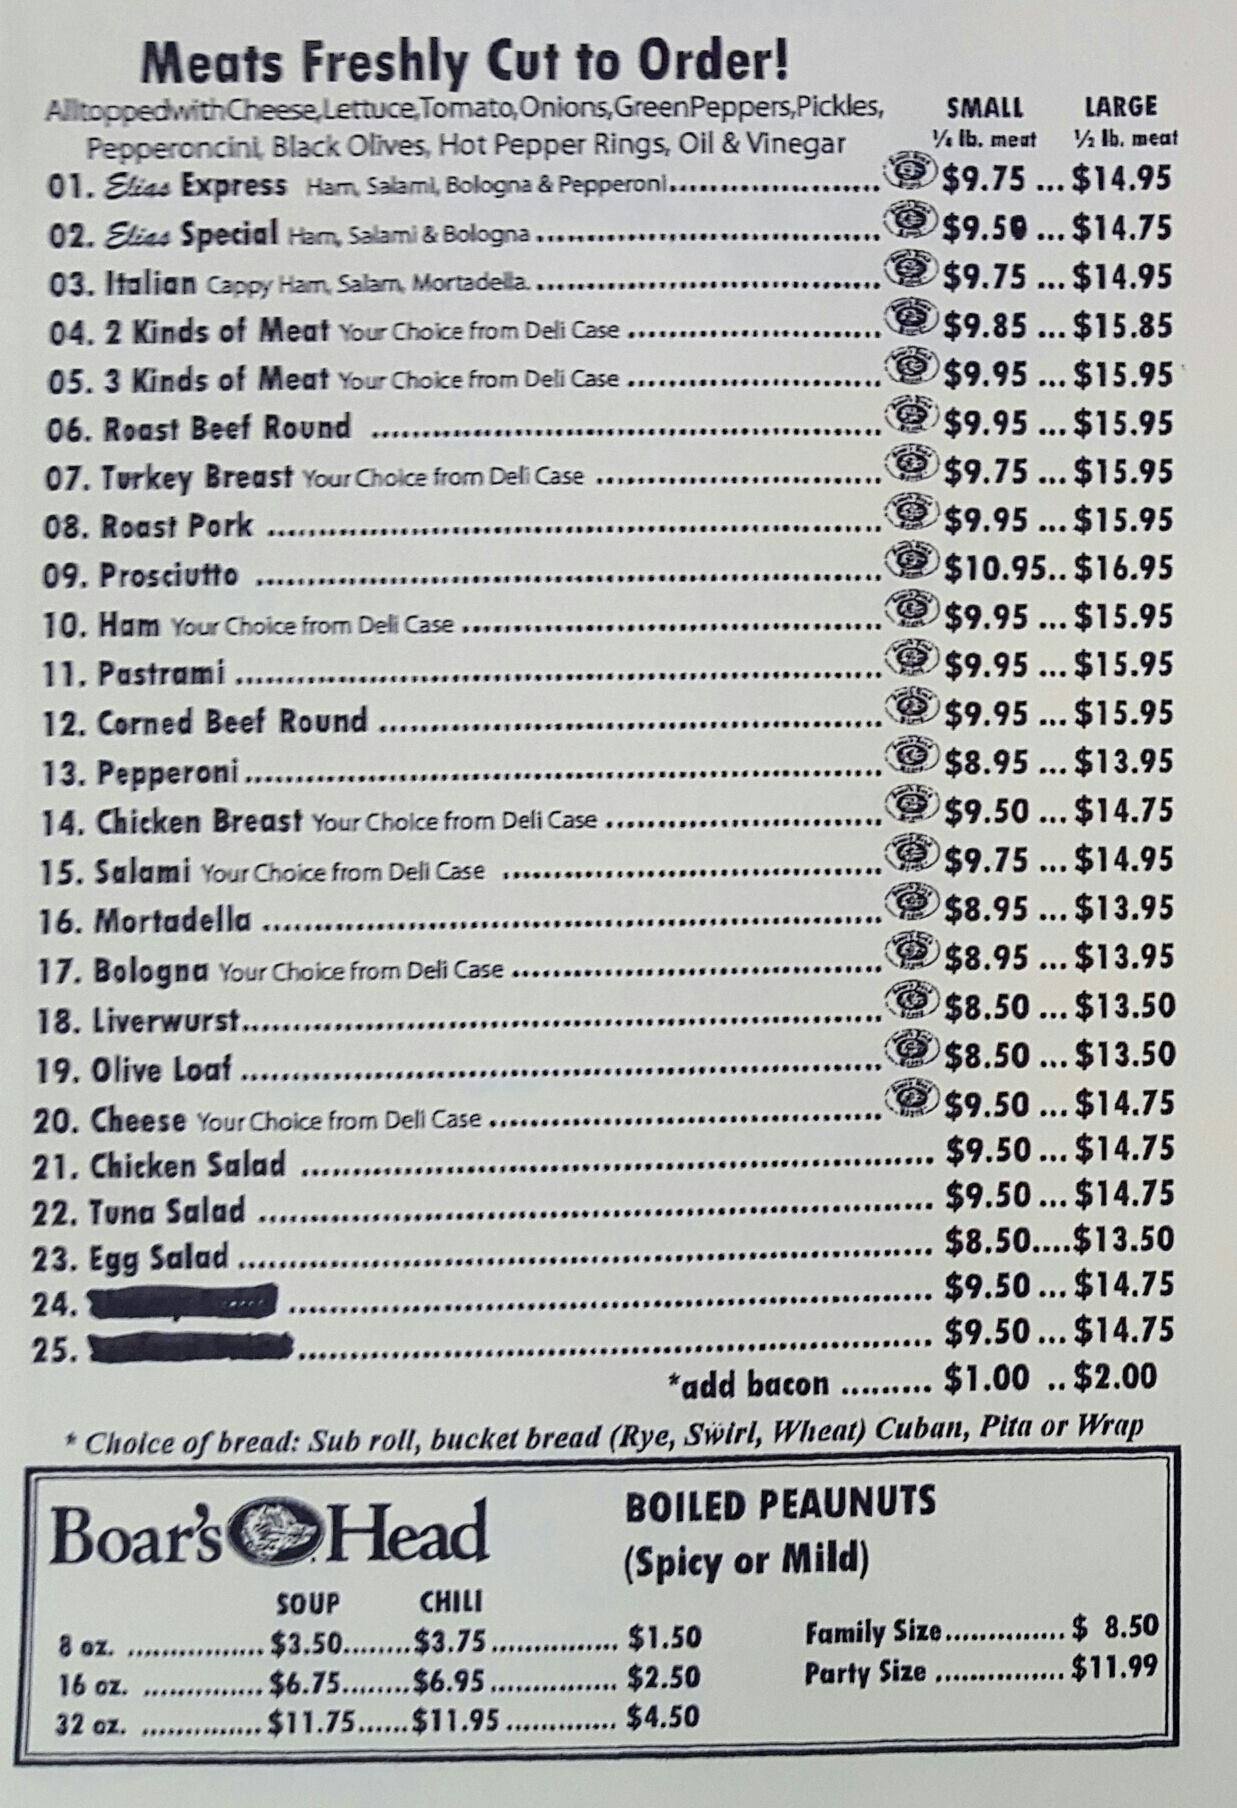 Meats Freshly Cut to Order!
All topped with Cheese, Lettuce, Tomato, Onions, Green Peppers, Pickles, SMALL LARGE
Pepperoncini, Black Olives, Hot Pepper Rings, Oil & Vinegar ¼ lb. meat ½ lb. meat
01. Elias Express Ham, Salami, Bologna & Pepperoni..................... $9.75 ... $14.95
02. Elias Special Ham, Salami & Bologna .................................. $9.50 ... $14.75
03. Italian Cappy Ham, Salam, Mortadella. .................................. $9.75 ... $14.95
04. 2 Kinds of Meat Your Choice from Deli Case ......................... $9.85 ... $15.85
05. 3 Kinds of Meat Your Choice from Deli Case ......................... $9.95 ... $15.95
06. Roast Beef Round .................................................. $9.95 ... $15.95
07. Turkey Breast Your Choice from Deli Case ............................ $9.75 ... $15.95
08. Roast Pork ............................................................ $9.95 ... $15.95
09. Prosciutto ............................................................. $10.95.. $16.95
10. Ham Your Choice from Deli Case ......................................... $9.95 ... $15.95
11. Pastrami ............................................................... $9.95 ... $15.95
12. Corned Beef Round ................................................. $9.95 ... $15.95
13. Pepperoni.............................................................. $8.95 ... $13.95
14. Chicken Breast Your Choice from Deli Case ........................... $9.50 ... $14.75
15. Salami Your Choice from Deli Case ..................................... $9.75 ... $14.95
16. Mortadella ............................................................. $8.95 ... $13.95
17. Bologna Your Choice from Deli Case .................................... $8.95 ... $13.95
18. Liverwurst.............................................................. $8.50 ... $13.50
19. Olive Loaf .............................................................. $8.50 ... $13.50
20. Cheese Your Choice from Deli Case ...................................... $9.50 ... $14.75
21. Chicken Salad .............................................................. $9.50 ... $14.75
22. Tuna Salad .................................................................. $9.50 ... $14.75
23. Egg Salad .................................................................... $8.50....$13.50
24. ............................................................... $9.50 ... $14.75
25. .............................................................. $9.50 ... $14.75
*add bacon ......... $1.00 .. $2.00
* Choice of bread: Sub roll, bucket bread (Rye, Swirl, Wheat) Cuban, Pita or Wrap
Boar's Head
BOILED PEAUNUTS
(Spicy or Mild)
SOUP CHILI
8 oz. ................ $3.50........$3.75 ............... $1.50 Family Size.............. $ 8.50
16 oz. .............. $6.75........$6.95 ............... $2.50 Party Size ............... $11.99
32 oz. .............. $11.75......$11.95 ............. $4.50